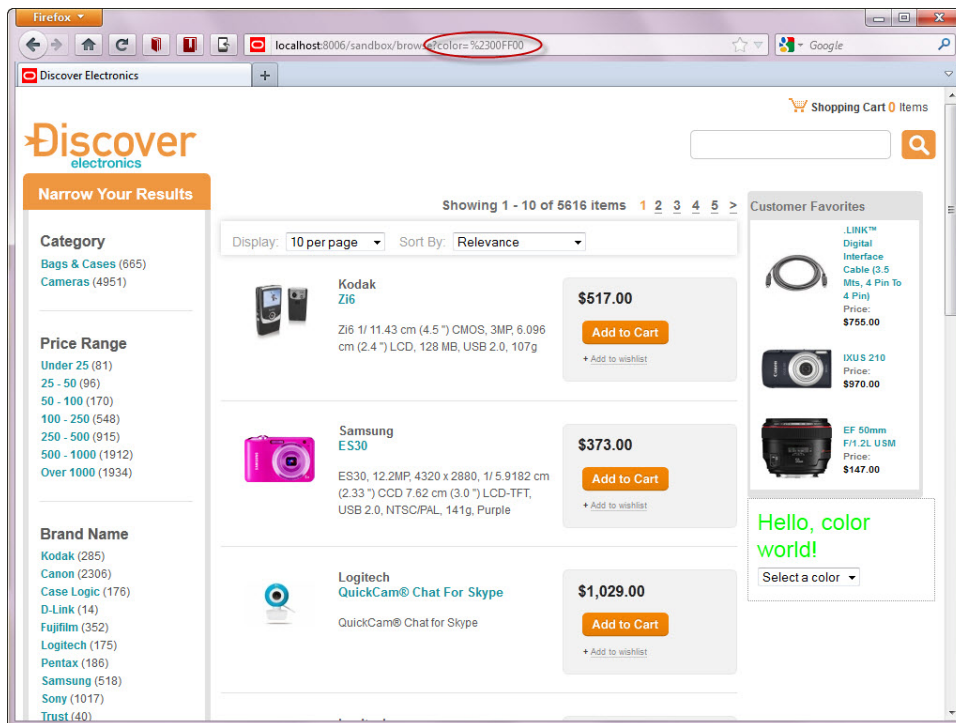 Firefox
localhost:8006/sandbox/browse?color=%2300FF00
Google
Discover Electronics
+
Shopping Cart 0 Items
Discover
electronics
Narrow Your Results
Category
Bags & Cases (665)
Cameras (4951)
Price Range
Under 25 (81)
25 - 50 (96)
50 - 100 (170)
100 - 250 (548)
250 - 500 (915)
500 - 1000 (1912)
Over 1000 (1934)
Brand Name
Kodak (285)
Canon (2306)
Case Logic (176)
D-Link (14)
Fujifilm (352)
Logitech (175)
Pentax (186)
Samsung (518)
Sony (1017)
Trust (40)
Showing 1 - 10 of 5616 items 1 2 3 4 5 >
Display: 10 per page Sort By: Relevance
Kodak
Zi6
Zi6 1/ 11.43 cm (4.5 ") CMOS, 3MP, 6.096
cm (2.4 ") LCD, 128 MB, USB 2.0, 107g
$517.00
Add to Cart
+ Add to wishlist
Samsung
ES30
ES30, 12.2MP, 4320 x 2880, 1/ 5.9182 cm
(2.33 ") CCD 7.62 cm (3.0 ") LCD-TFT,
USB 2.0, NTSC/PAL, 141g, Purple
$373.00
Add to Cart
+ Add to wishlist
Logitech
QuickCam® Chat For Skype
QuickCam® Chat for Skype
$1,029.00
Add to Cart
+ Add to wishlist
Customer Favorites
.LINK™
Digital
Interface
Cable (3.5
Mts, 4 Pin To
4 Pin)
Price:
$755.00
IXUS 210
Price:
$970.00
EF 50mm
F/1.2L USM
Price:
$147.00
Hello, color
world!
Select a color